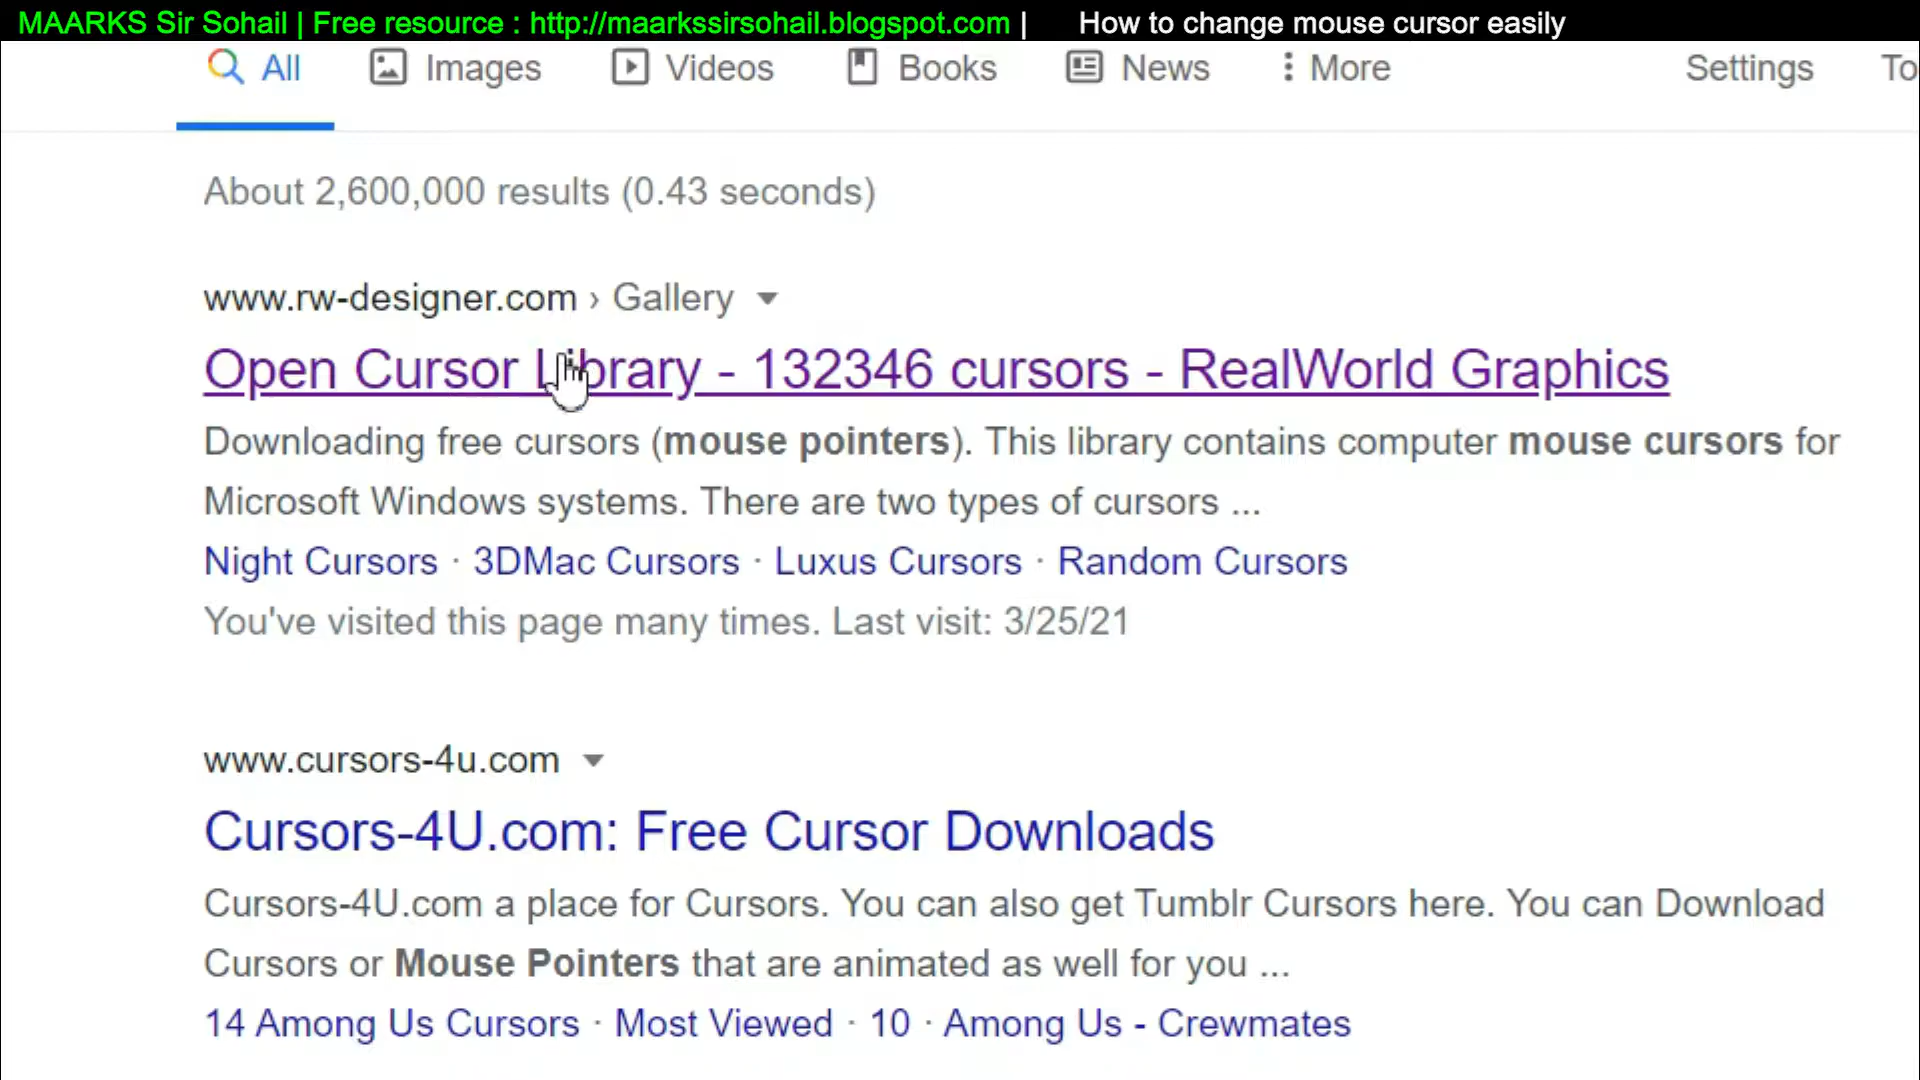 MAARKS Sir Sohail | Free resource : http://maarkssirsohail.blogspot.com | How to change mouse cursor easily
All Images Videos Books News More Settings To
About 2,600,000 results (0.43 seconds)
www.rw-designer.com › Gallery
Open Cursor Library - 132346 cursors - RealWorld Graphics
Downloading free cursors (mouse pointers). This library contains computer mouse cursors for
Microsoft Windows systems. There are two types of cursors ...
Night Cursors · 3DMac Cursors · Luxus Cursors · Random Cursors
You've visited this page many times. Last visit: 3/25/21
www.cursors-4u.com
Cursors-4U.com: Free Cursor Downloads
Cursors-4U.com a place for Cursors. You can also get Tumblr Cursors here. You can Download
Cursors or Mouse Pointers that are animated as well for you ...
14 Among Us Cursors · Most Viewed · 10 · Among Us - Crewmates